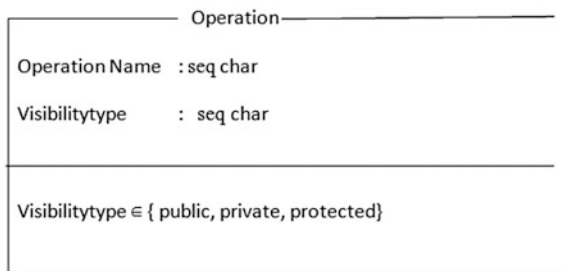 Operation
Operation Name : seq char
Visibilitytype : seq char
Visibilitytype ∈ { public, private, protected}